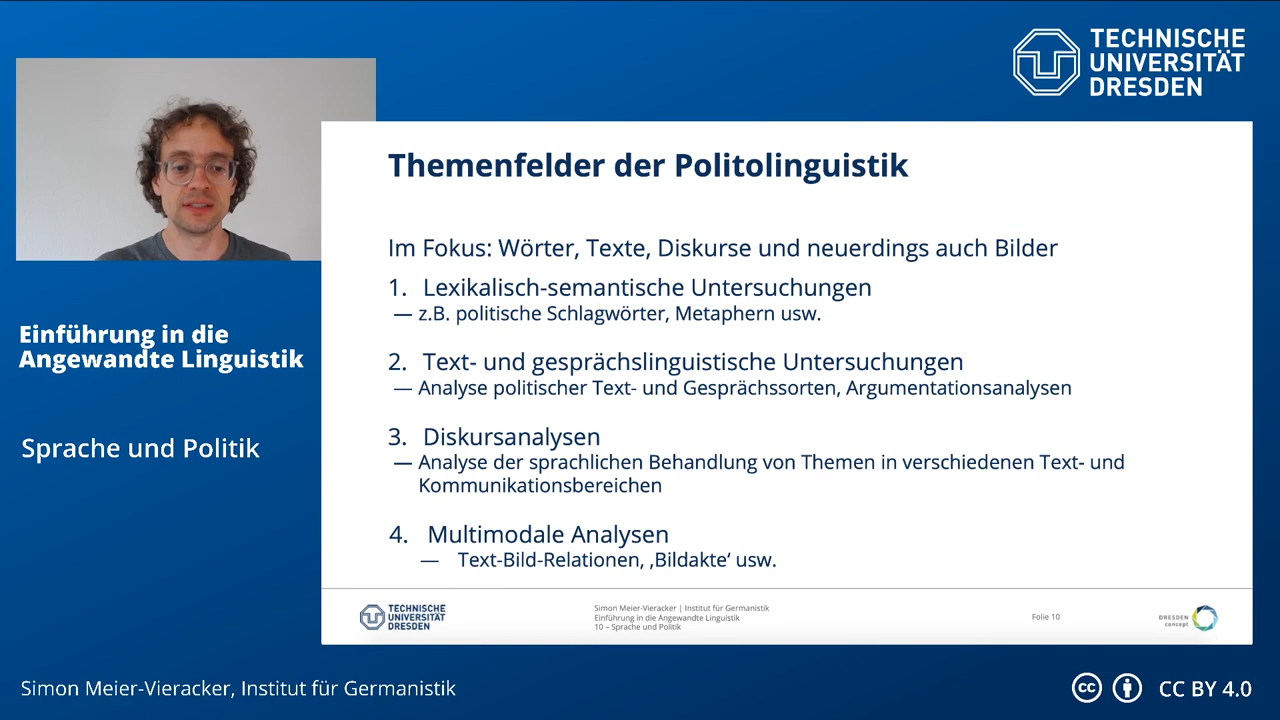 TECHNISCHE
UNIVERSITÄT
DRESDEN
Einführung in die
Angewandte Linguistik
Sprache und Politik
Themenfelder der Politolinguistik
Im Fokus: Wörter, Texte, Diskurse und neuerdings auch Bilder
1. Lexikalisch-semantische Untersuchungen
— z.B. politische Schlagwörter, Metaphern usw.
2. Text- und gesprächslinguistische Untersuchungen
— Analyse politischer Text- und Gesprächssorten, Argumentationsanalysen
3. Diskursanalysen
— Analyse der sprachlichen Behandlung von Themen in verschiedenen Text- und
Kommunikationsbereichen
4. Multimodale Analysen
— Text-Bild-Relationen, ‚Bildakte‘ usw.
TECHNISCHE
UNIVERSITÄT
DRESDEN
Simon Meier-Vieracker | Institut für Germanistik
Einführung in die Angewandte Linguistik
10 – Sprache und Politik
Folie 10
DRESDEN
concept
Simon Meier-Vieracker, Institut für Germanistik
cc
CC BY 4.0